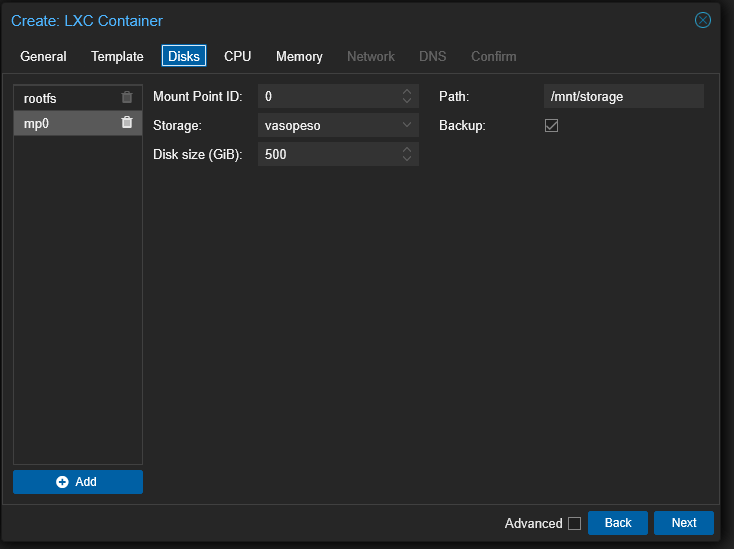 Create: LXC Container
General Template Disks CPU Memory Network DNS Confirm
rootfs
mp0
Mount Point ID: 0
Storage: vasopeso
Disk size (GiB): 500
Path: /mnt/storage
Backup:
Add
Advanced Back Next